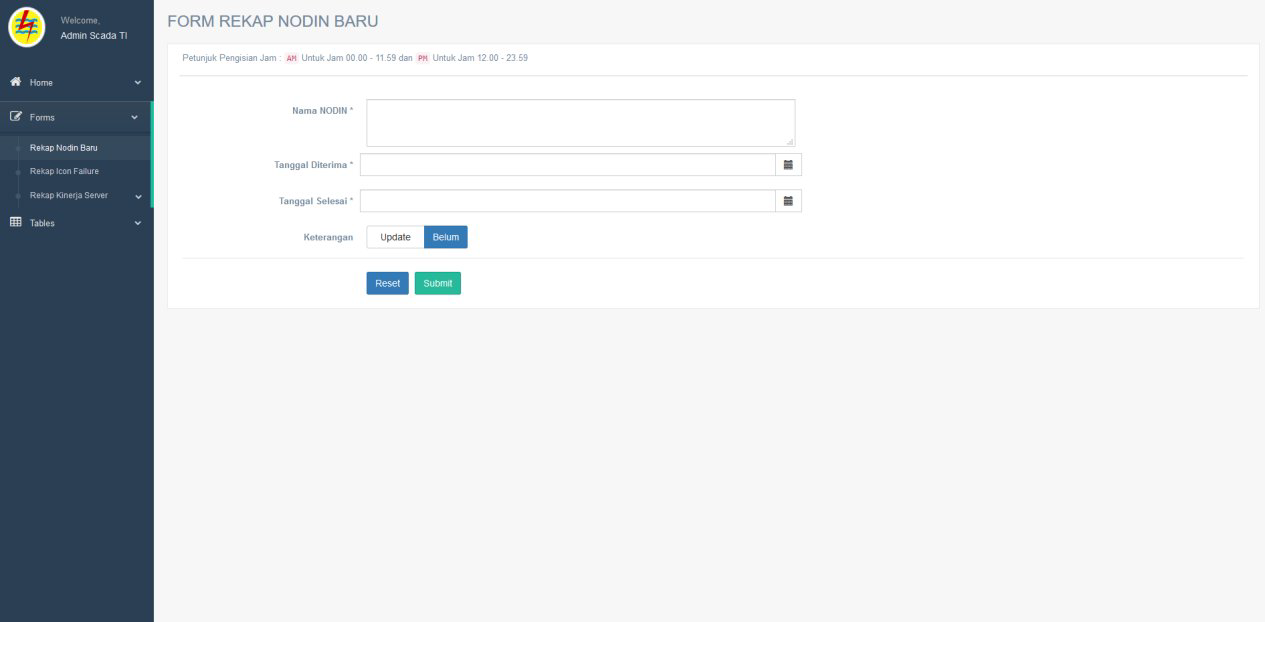 Welcome,
Admin Scada TI
Home
Forms
Rekap Nodin Baru
Rekap Icon Failure
Rekap Kinerja Server
Tables
FORM REKAP NODIN BARU
Petunjuk Pengisian Jam : AM Untuk Jam 00.00 - 11.59 dan PM Untuk Jam 12.00 - 23.59
Nama NODIN *
Tanggal Diterima *
Tanggal Selesai *
Keterangan Update Belum
Reset Submit